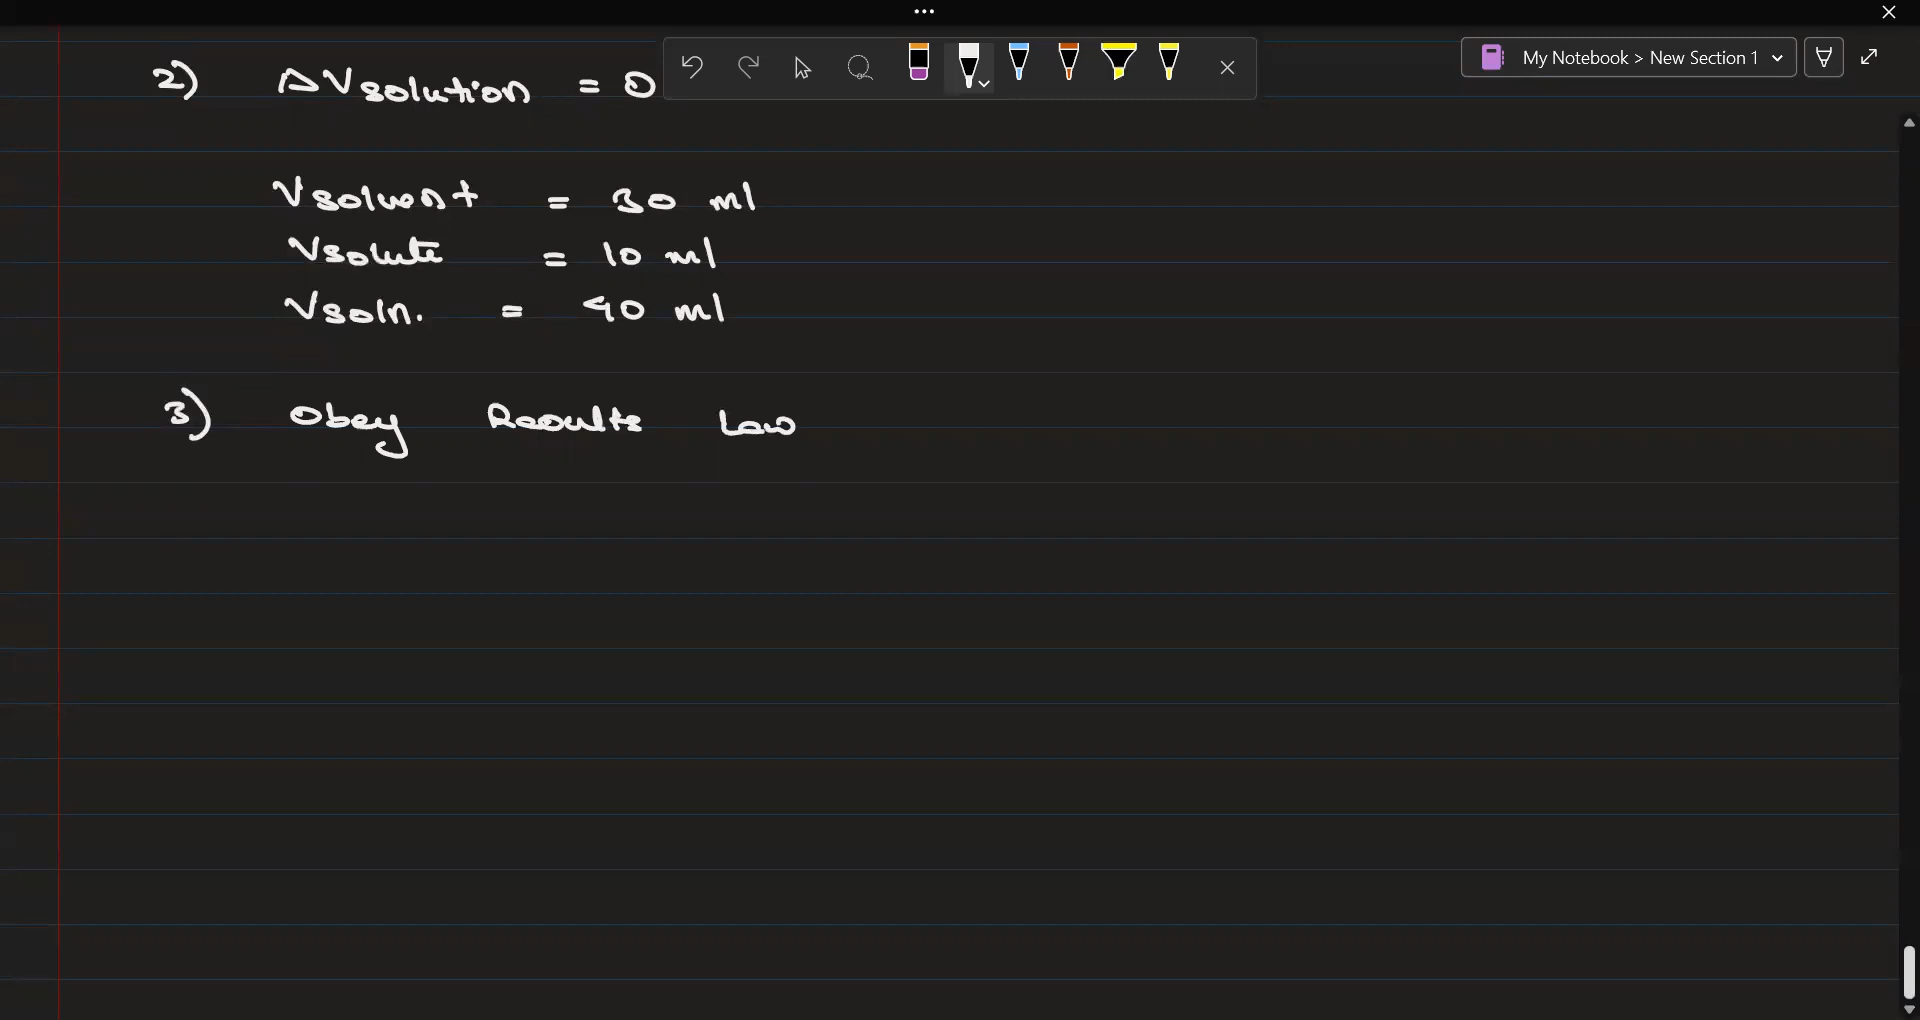 My Notebook > New Section 1
2) ΔVsolution = 0
Vsolvent = 30 ml
Vsolute = 10 ml
Vsoln. = 40 ml
3) Obey Raoults Law